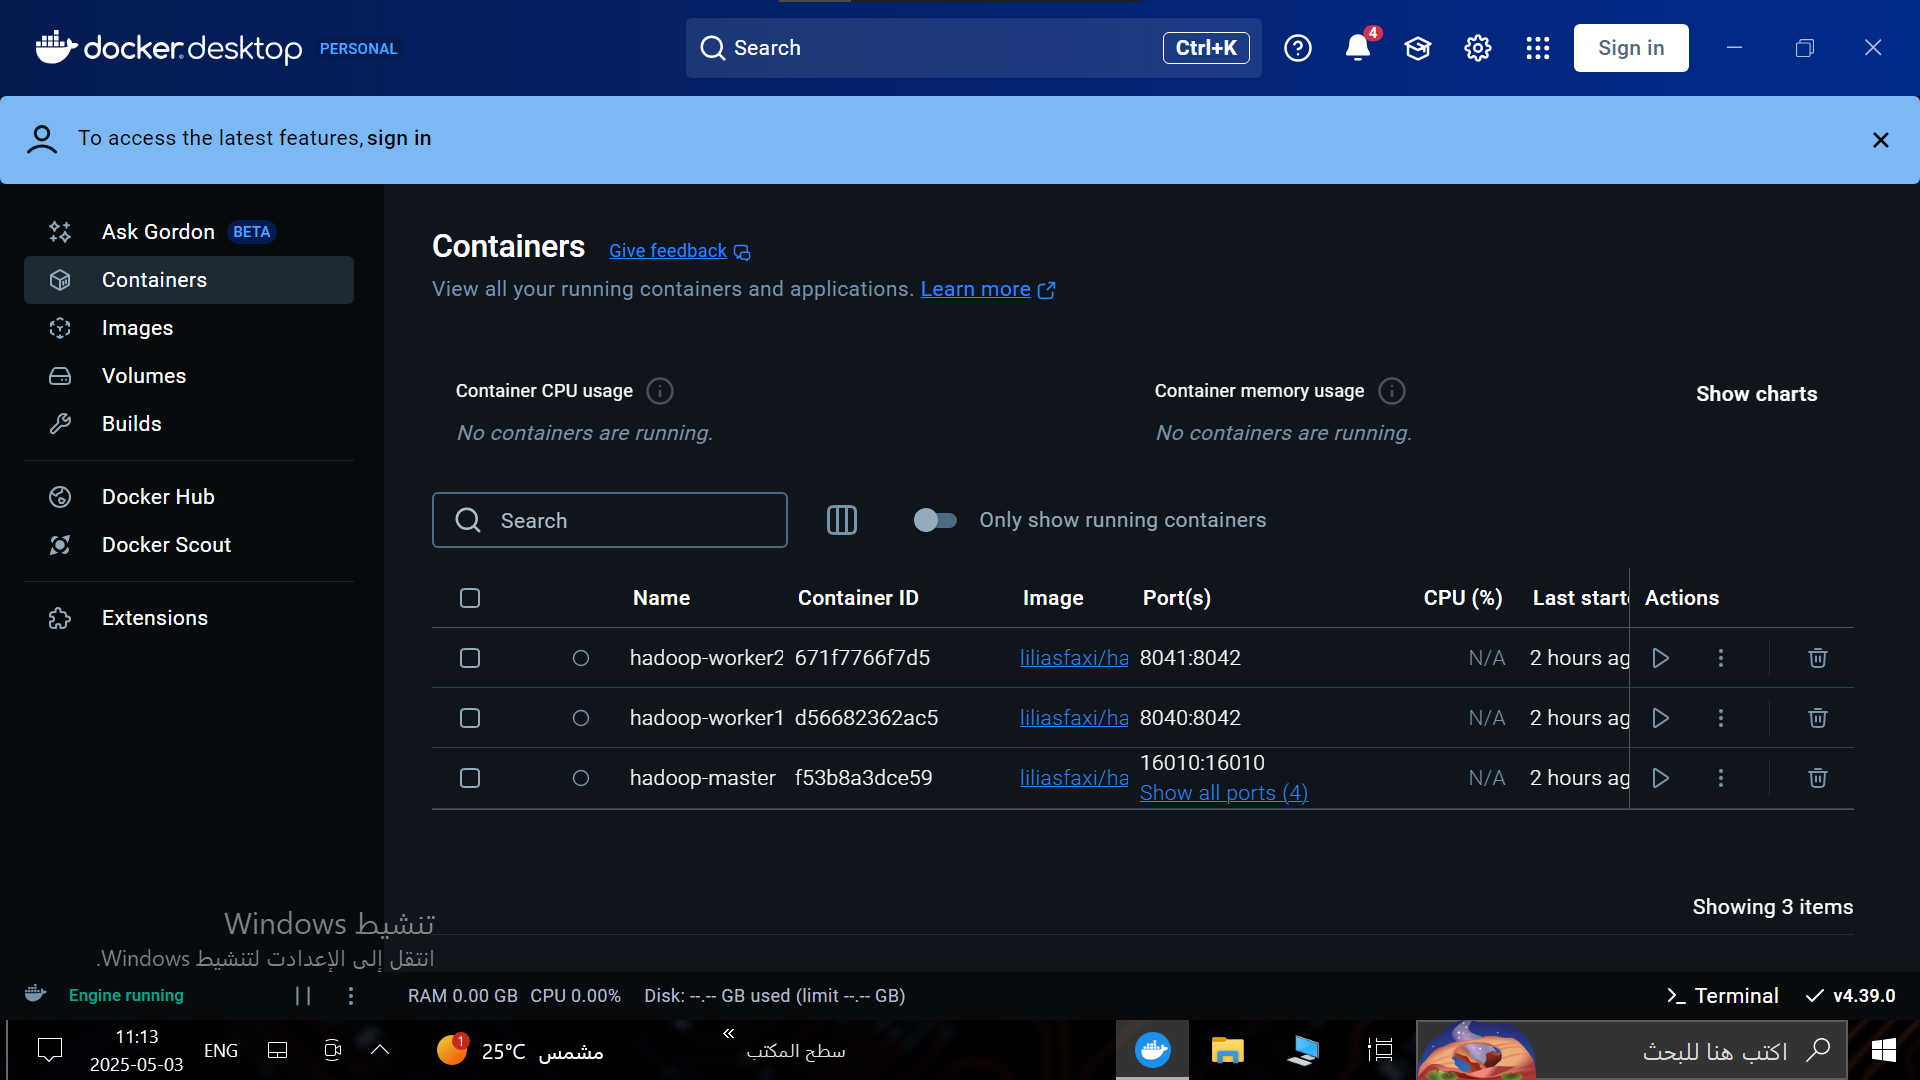 docker desktop PERSONAL
Search
Ctrl+K
4
Sign in
To access the latest features, sign in
Ask Gordon BETA
Containers
Images
Volumes
Builds
Docker Hub
Docker Scout
Extensions
Containers Give feedback
View all your running containers and applications. Learn more
Container CPU usage
No containers are running.
Container memory usage
No containers are running.
Show charts
Search
Only show running containers
Name Container ID Image Port(s) CPU (%) Last starte Actions
hadoop-worker2 671f7766f7d5 liliasfaxi/ha 8041:8042 N/A 2 hours ag
hadoop-worker1 d56682362ac5 liliasfaxi/ha 8040:8042 N/A 2 hours ag
hadoop-master f53b8a3dce59 liliasfaxi/ha 16010:16010 N/A 2 hours ag
Show all ports (4)
Showing 3 items
تنشيط Windows
انتقل إلى الإعدادت لتنشيط Windows.
Engine running
RAM 0.00 GB CPU 0.00% Disk: --.-- GB used (limit --.-- GB)
Terminal
v4.39.0
11:13
2025-05-03
ENG
1
25°C مشمس
سطح المكتب
«
اكتب هنا للبحث